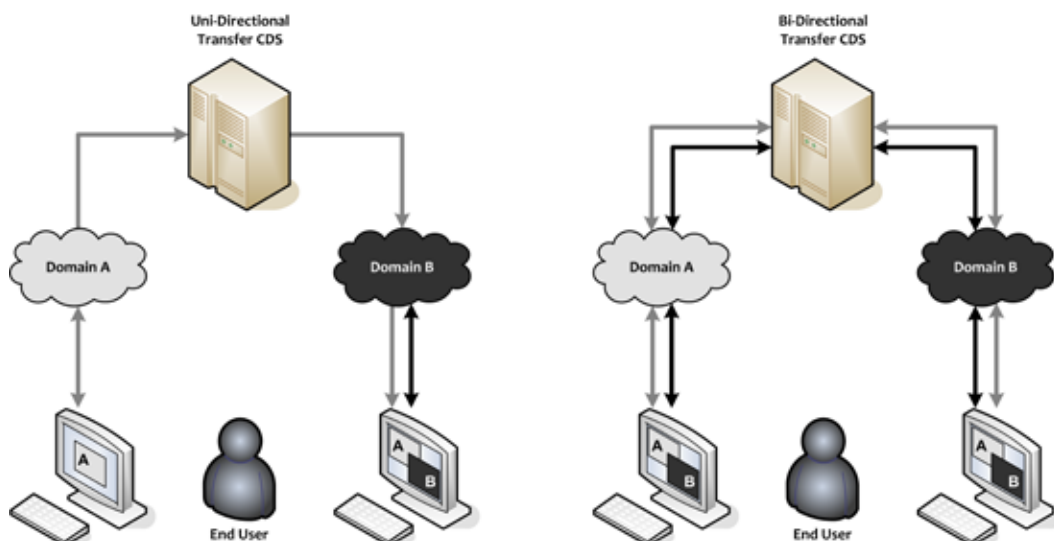 Uni-Directional
Transfer CDS
Bi-Directional
Transfer CDS
Domain A
Domain B
Domain A
Domain B
A
A
B
A
B
A
B
End User
End User